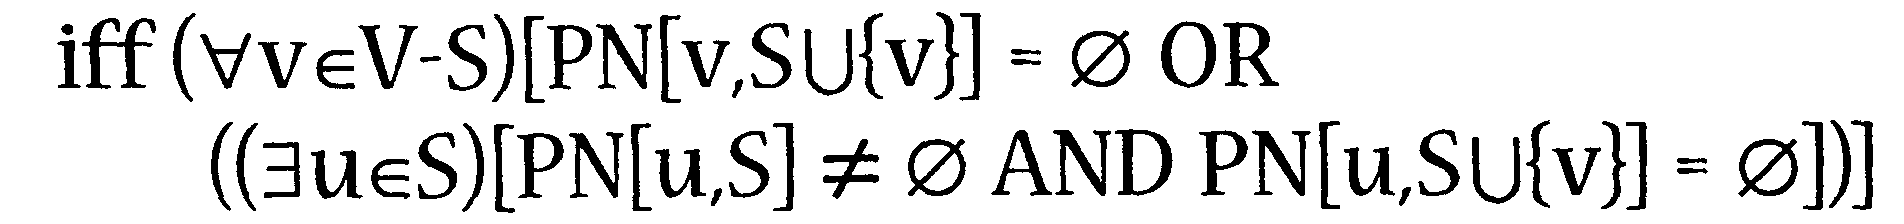 iff (∀v∈V-S)[PN[v,S∪{v}] = ∅ OR
((∃u∈S)[PN[u,S] ≠ ∅ AND PN[u,S∪{v}] = ∅])]